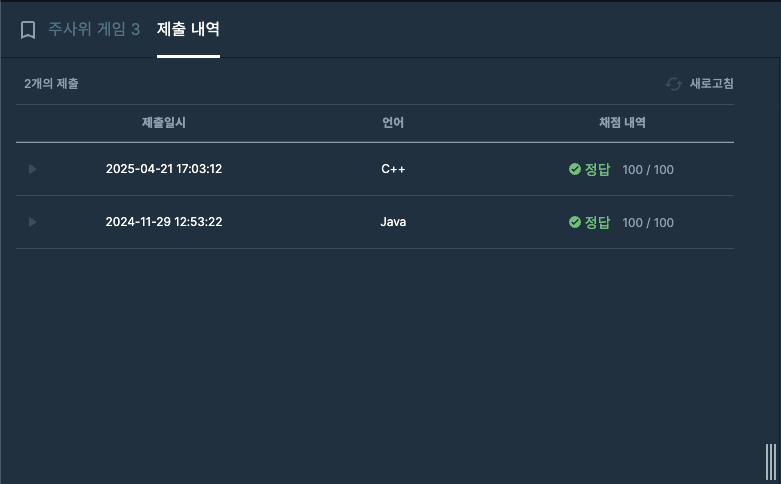 주사위 게임 3 제출 내역
2개의 제출 새로고침
제출일시 언어 채점 내역
2025-04-21 17:03:12 C++ 정답 100 / 100
2024-11-29 12:53:22 Java 정답 100 / 100